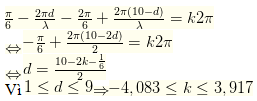 π/6 − 2πd/λ − 2π/6 + 2π(10−d)/λ = k2π
⇔ −π/6 + 2π(10−2d)/2 = k2π
⇔ d = (10−2k−1/6)/2
Vì 1 ≤ d ≤ 9 ⇒ −4,083 ≤ k ≤ 3,917